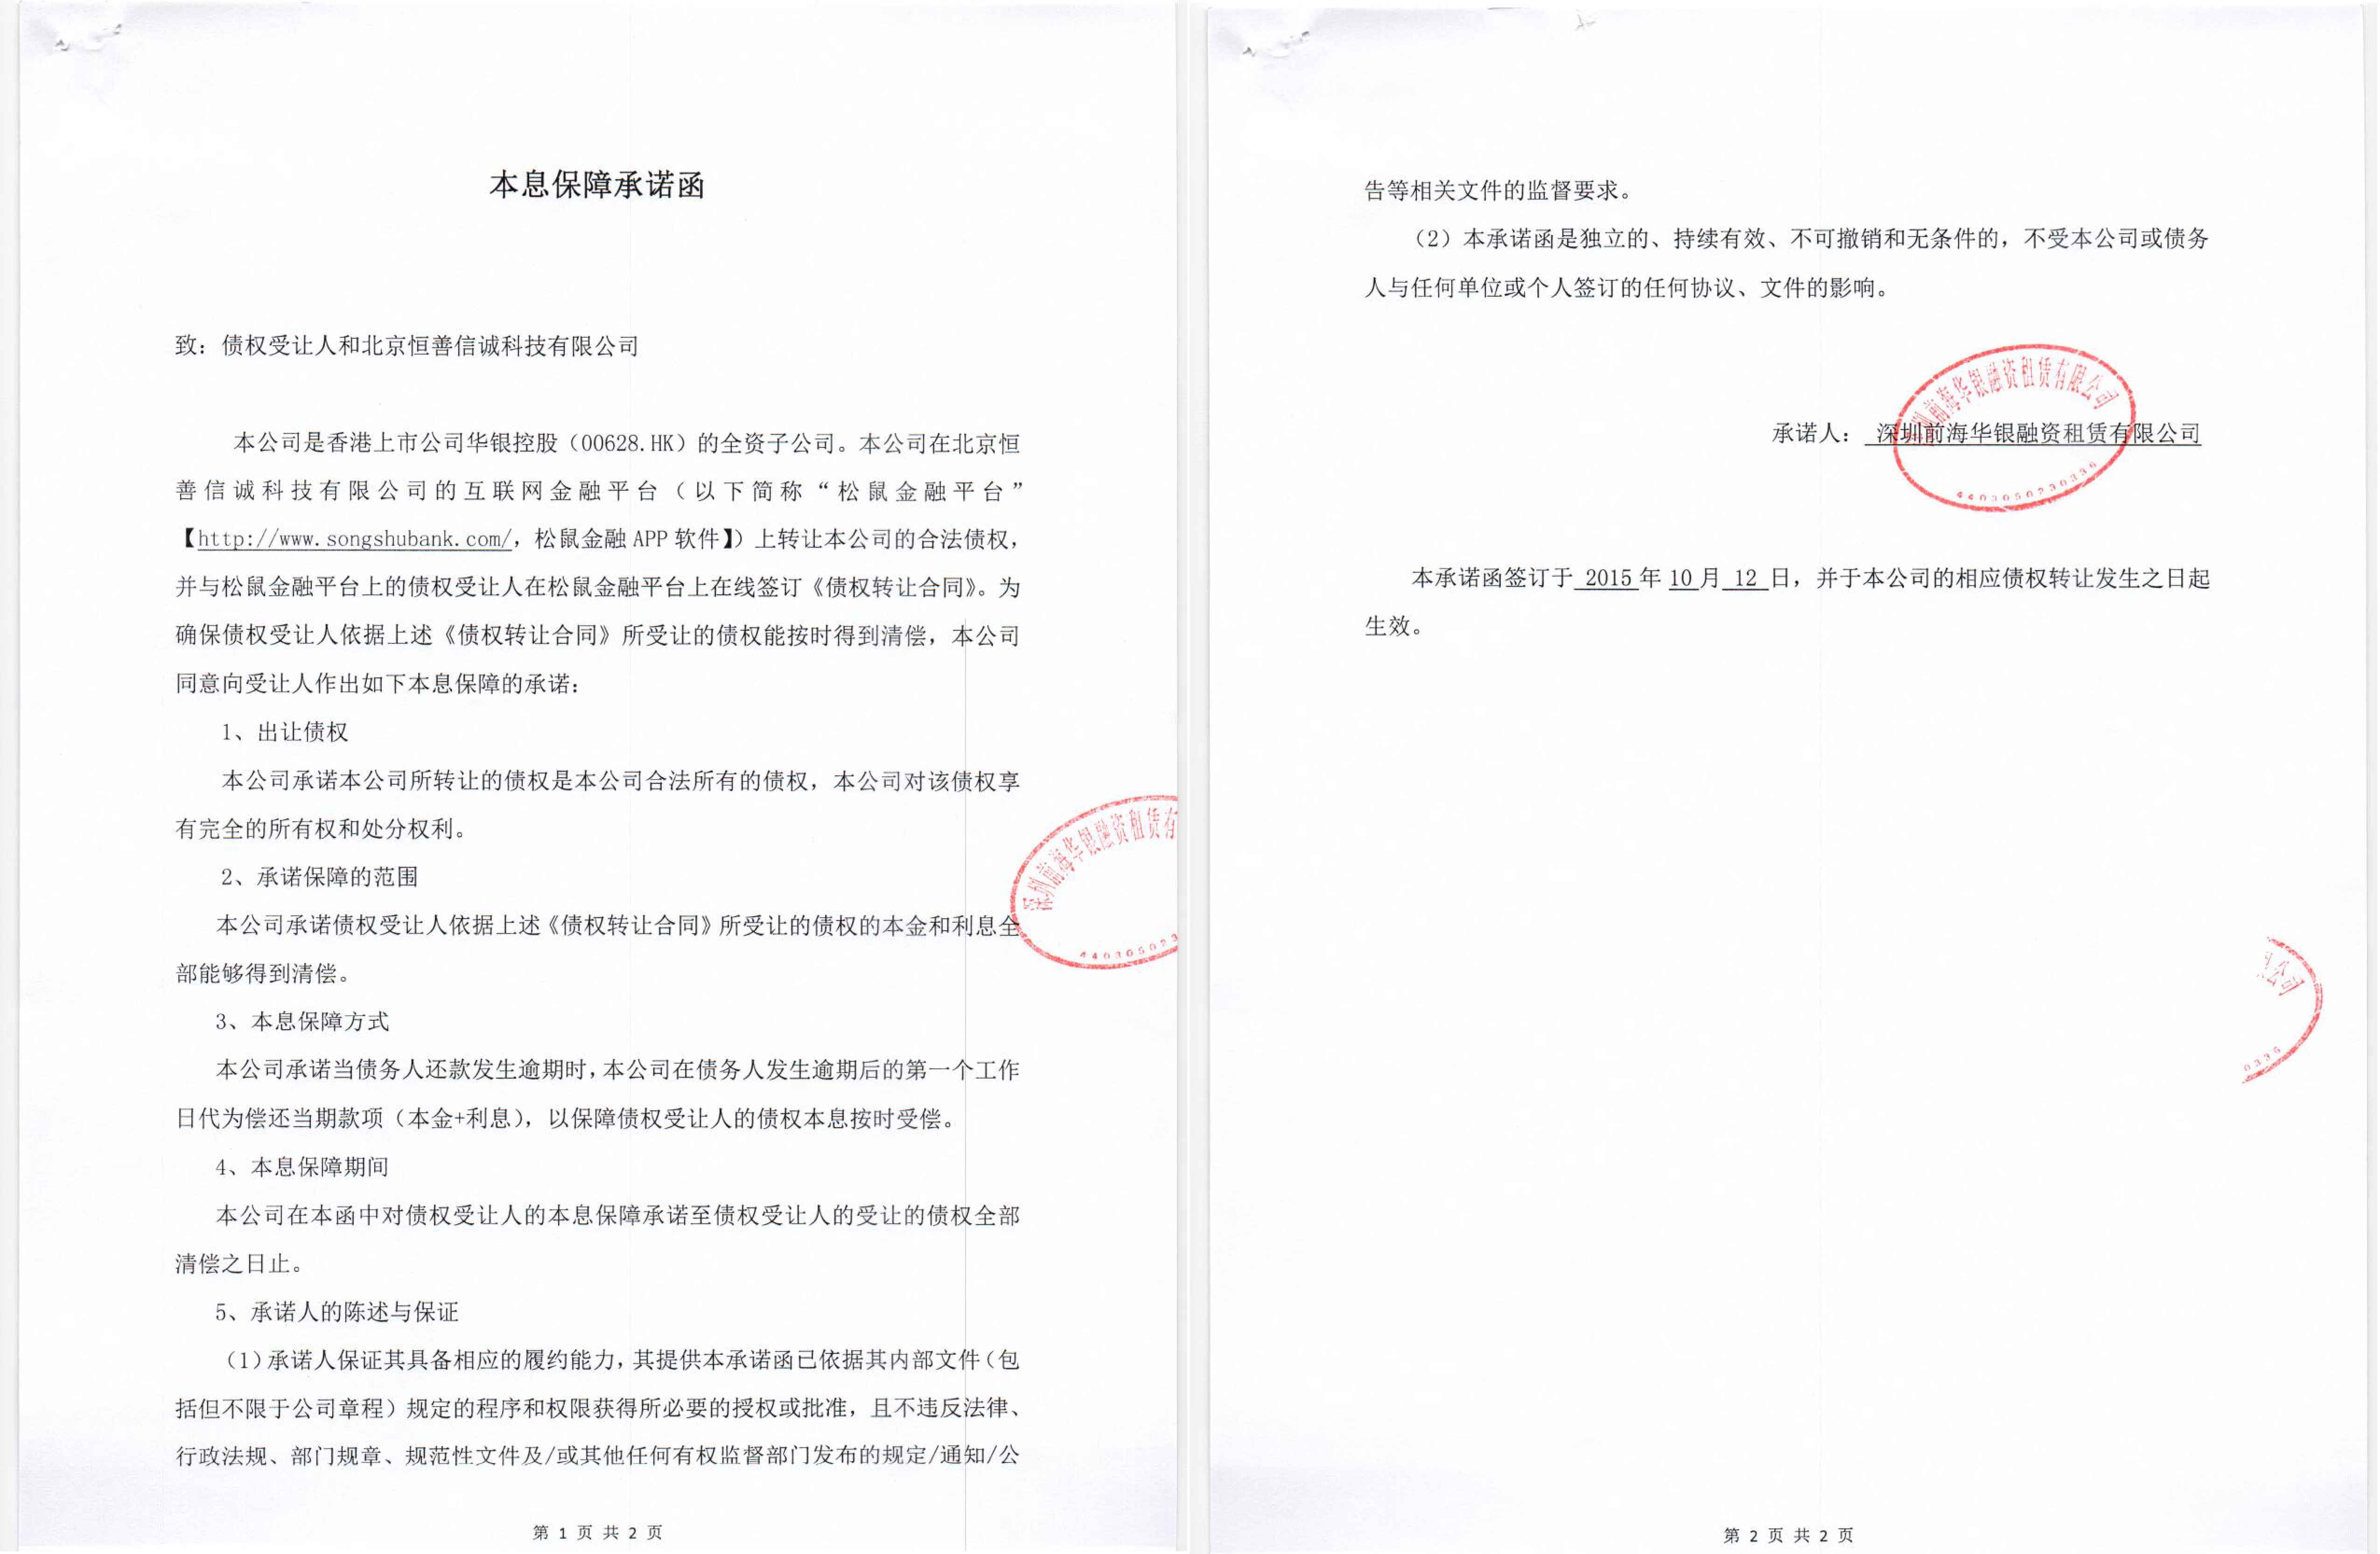 本息保障承诺函
致：债权受让人和北京恒善信诚科技有限公司
本公司是香港上市公司华银控股（00628.HK）的全资子公司。本公司在北京恒
善信诚科技有限公司的互联网金融平台（以下简称“松鼠金融平台”
【http://www.songshubank.com/，松鼠金融 APP 软件】）上转让本公司的合法债权，
并与松鼠金融平台上的债权受让人在松鼠金融平台上在线签订《债权转让合同》。为
确保债权受让人依据上述《债权转让合同》所受让的债权能按时得到清偿，本公司
同意向受让人作出如下本息保障的承诺：
1、出让债权
本公司承诺本公司所转让的债权是本公司合法所有的债权，本公司对该债权享
有完全的所有权和处分权利。
2、承诺保障的范围
本公司承诺债权受让人依据上述《债权转让合同》所受让的债权的本金和利息全
部能够得到清偿。
3、本息保障方式
本公司承诺当债务人还款发生逾期时，本公司在债务人发生逾期后的第一个工作
日代为偿还当期款项（本金+利息），以保障债权受让人的债权本息按时受偿。
4、本息保障期间
本公司在本函中对债权受让人的本息保障承诺至债权受让人的受让的债权全部
清偿之日止。
5、承诺人的陈述与保证
（1）承诺人保证其具备相应的履约能力，其提供本承诺函已依据其内部文件（包
括但不限于公司章程）规定的程序和权限获得所必要的授权或批准，且不违反法律、
行政法规、部门规章、规范性文件及/或其他任何有权监督部门发布的规定/通知/公
深圳前海华银融资租赁有
440305023
第 1 页 共 2 页
告等相关文件的监督要求。
（2）本承诺函是独立的、持续有效、不可撤销和无条件的，不受本公司或债务
人与任何单位或个人签订的任何协议、文件的影响。
深圳前海华银融资租赁有限公司
承诺人： 深圳前海华银融资租赁有限公司
4403050230336
本承诺函签订于 2015 年 10 月 12 日，并于本公司的相应债权转让发生之日起
生效。
公司
0336
第 2 页 共 2 页